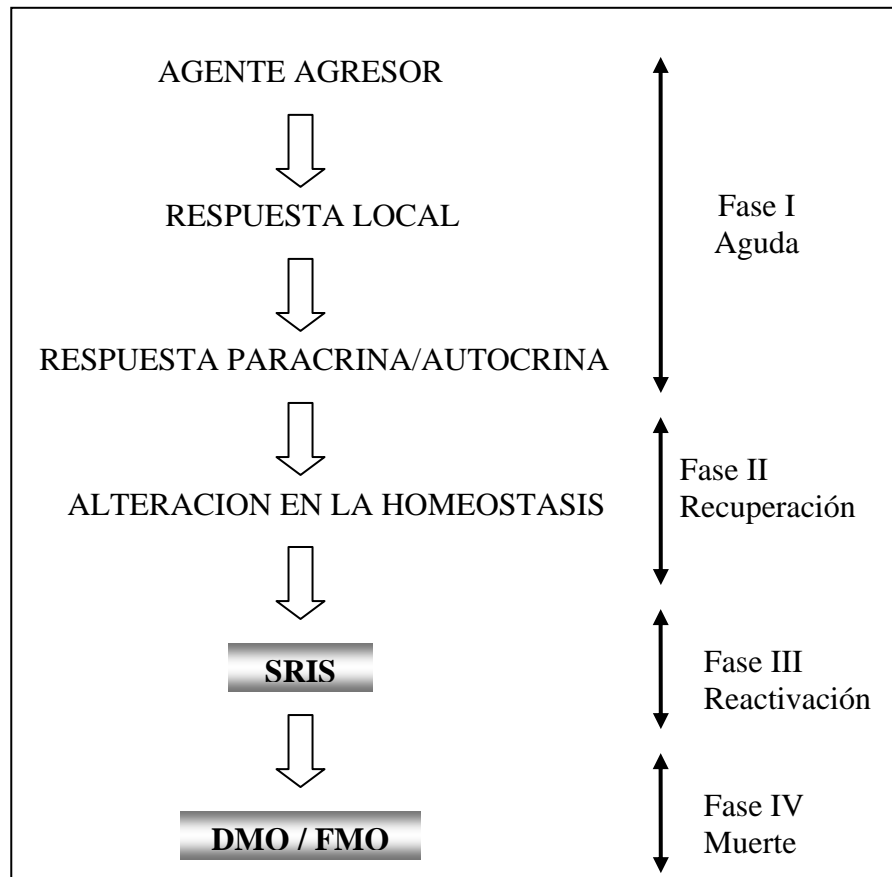 AGENTE AGRESOR
RESPUESTA LOCAL
Fase I
Aguda
RESPUESTA PARACRINA/AUTOCRINA
ALTERACION EN LA HOMEOSTASIS
Fase II
Recuperación
SRIS
Fase III
Reactivación
DMO / FMO
Fase IV
Muerte